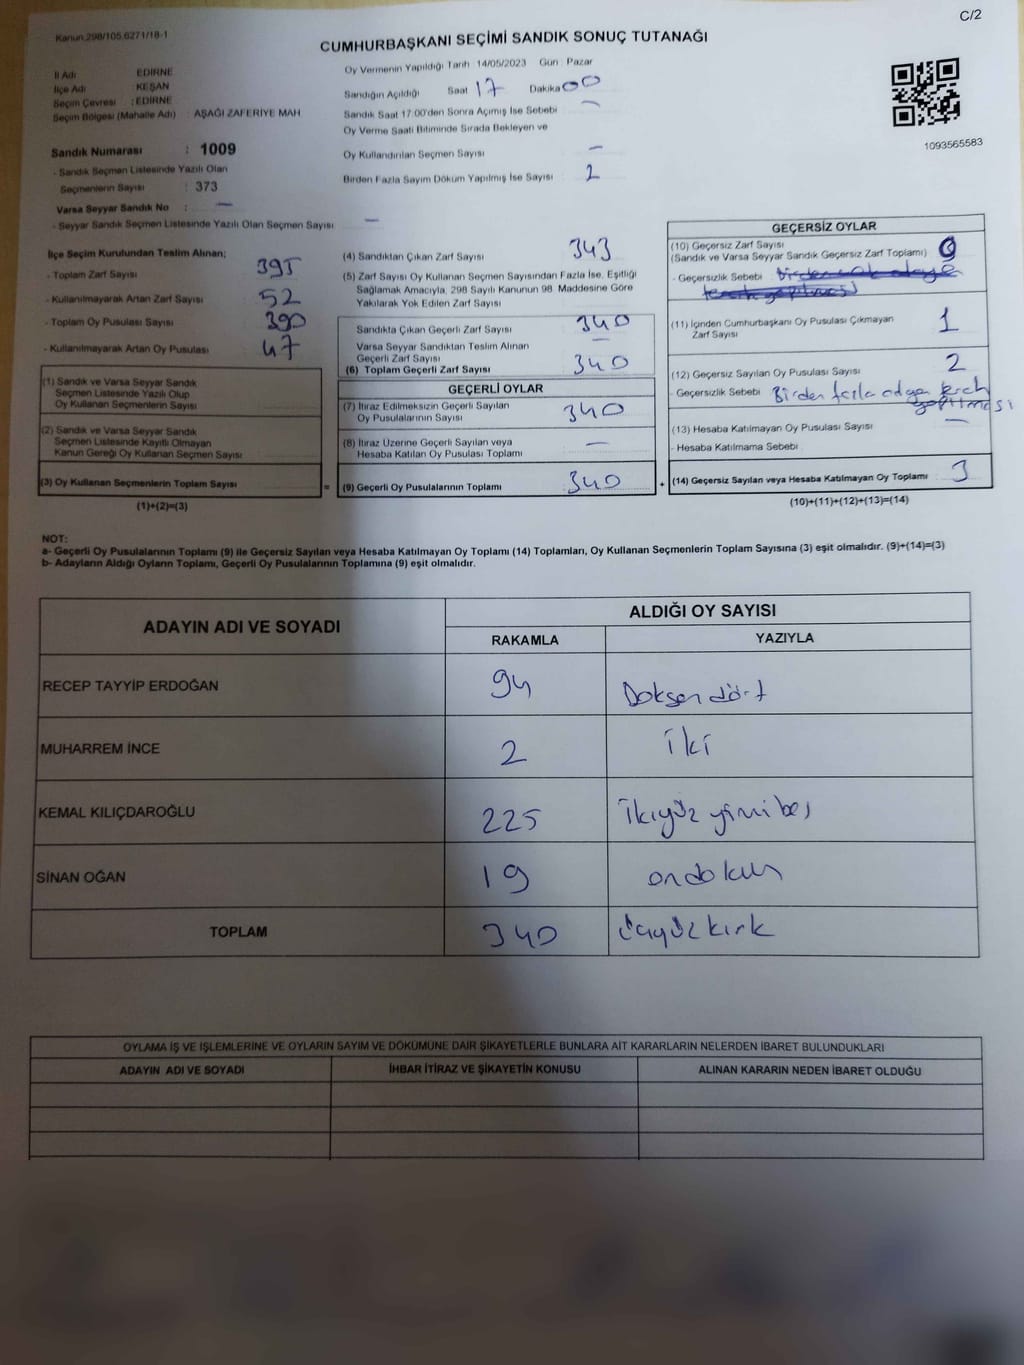 C/2
Kanun.298/105.6271/18-1
CUMHURBAŞKANI SEÇİMİ SANDIK SONUÇ TUTANAĞI
İl Adı EDİRNE
İlçe Adı KEŞAN
Seçim Çevresi : EDİRNE
Seçim Bölgesi (Mahalle Adı) AŞAĞI ZAFERİYE MAH
Sandık Numarası : 1009
- Sandık Seçmen Listesinde Yazılı Olan
Seçmenlerin Sayısı : 373
Varsa Seyyar Sandık No : —
- Seyyar Sandık Seçmen Listesinde Yazılı Olan Seçmen Sayısı —
Oy Vermenin Yapıldığı Tarih 14/05/2023 Gün : Pazar
Sandığın Açıldığı Saat 17 Dakika 00
Sandık Saat 17.00'den Sonra Açımış İse Sebebi —
Oy Verme Saati Bitiminde Sırada Bekleyen ve
Oy Kullandırılan Seçmen Sayısı —
Birden Fazla Sayım Döküm Yapılmış İse Sayısı 2
1093565583
İlçe Seçim Kurulundan Teslim Alınan;
- Toplam Zarf Sayısı 395
- Kullanılmayarak Artan Zarf Sayısı 52
- Toplam Oy Pusulası Sayısı 390
- Kullanılmayarak Artan Oy Pusulası 47
(1) Sandık ve Varsa Seyyar Sandık
Seçmen Listesinde Yazılı Olup
Oy Kullanan Seçmenlerin Sayısı
(2) Sandık ve Varsa Seyyar Sandık
Seçmen Listesinde Kayıtlı Olmayan
Kanun Gereği Oy Kullanan Seçmen Sayısı
(3) Oy Kullanan Seçmenlerin Toplam Sayısı
(1)+(2)=(3)
=
(4) Sandıktan Çıkan Zarf Sayısı 343
(5) Zarf Sayısı Oy Kullanan Seçmen Sayısından Fazla İse, Eşitliği
Sağlamak Amacıyla, 298 Sayılı Kanunun 98. Maddesine Göre
Yakılarak Yok Edilen Zarf Sayısı
Sandıkta Çıkan Geçerli Zarf Sayısı 340
Varsa Seyyar Sandıktan Teslim Alınan
Geçerli Zarf Sayısı —
(6) Toplam Geçerli Zarf Sayısı 340
GEÇERLİ OYLAR
(7) İtiraz Edilmeksizin Geçerli Sayılan
Oy Pusulasının Sayısı 340
(8) İtiraz Üzerine Geçerli Sayılan veya
Hesaba Katılan Oy Pusulası Toplamı —
(9) Geçerli Oy Pusulalarının Toplamı 340
+
GEÇERSİZ OYLAR
(10) Geçersiz Zarf Sayısı
(Sandık ve Varsa Seyyar Sandık Geçersiz Zarf Toplamı) 0
- Geçersizlik Sebebi
(11) İçinden Cumhurbaşkanı Oy Pusulası Çıkmayan
Zarf Sayısı 1
(12) Geçersiz Sayılan Oy Pusulası Sayısı 2
- Geçersizlik Sebebi Birden fazla adaya tercih
yapılması
(13) Hesaba Katılmayan Oy Pusulası Sayısı —
- Hesaba Katılmama Sebebi
(14) Geçersiz Sayılan veya Hesaba Katılmayan Oy Toplamı 3
(10)+(11)+(12)+(13)=(14)
NOT:
a- Geçerli Oy Pusulalarının Toplamı (9) ile Geçersiz Sayılan veya Hesaba Katılmayan Oy Toplamı (14) Toplamları, Oy Kullanan Seçmenlerin Toplam Sayısına (3) eşit olmalıdır. (9)+(14)=(3)
b- Adayların Aldığı Oyların Toplamı, Geçerli Oy Pusulalarının Toplamına (9) eşit olmalıdır.
ADAYIN ADI VE SOYADI ALDIĞI OY SAYISI
RAKAMLA YAZIYLA
RECEP TAYYİP ERDOĞAN 94 Doksan dört
MUHARREM İNCE 2 iki
KEMAL KILIÇDAROĞLU 225 ikiyüz yirmi beş
SİNAN OĞAN 19 ondokuz
TOPLAM 340 üçyüz kırk
OYLAMA İŞ VE İŞLEMLERİNE VE OYLARIN SAYIM VE DÖKÜMÜNE DAİR ŞİKAYETLERLE BUNLARA AİT KARARLARIN NELERDEN İBARET BULUNDUKLARI
ADAYIN ADI VE SOYADI İHBAR İTİRAZ VE ŞİKAYETİN KONUSU ALINAN KARARIN NEDEN İBARET OLDUĞU